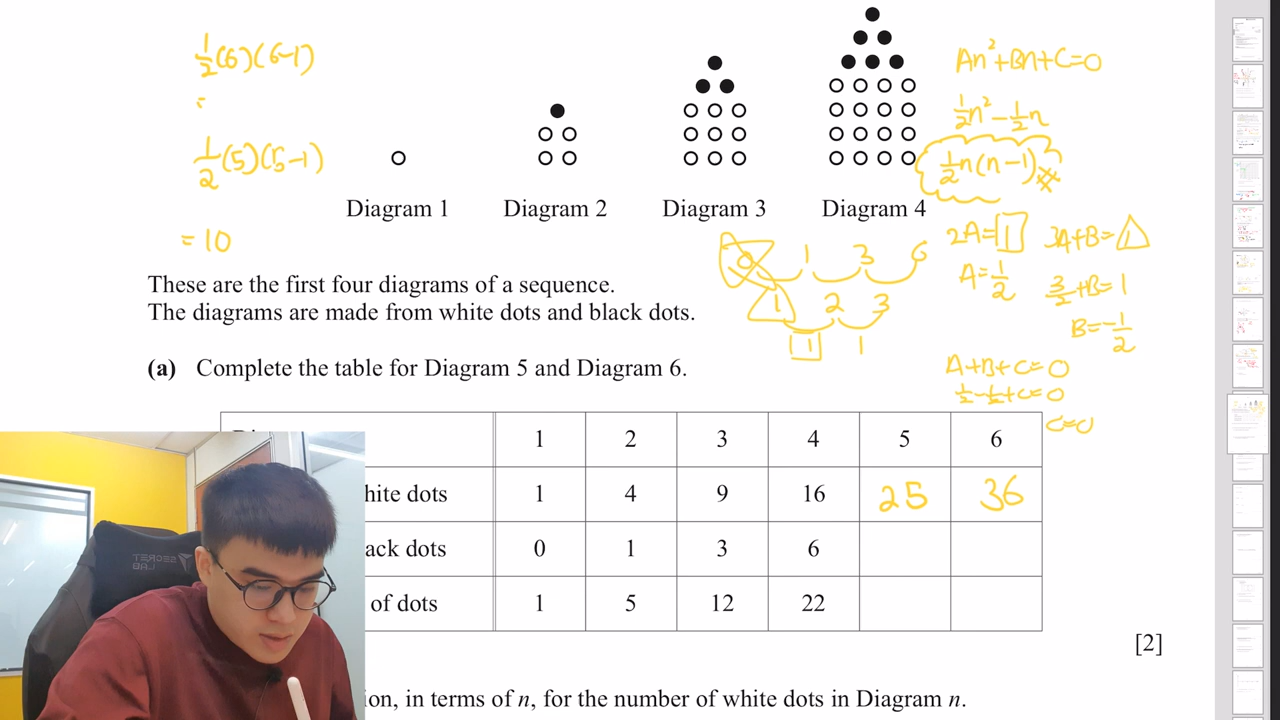 ½(6)(6-1)
=
½(5)(5-1)
= 10
An²+Bn+C=0
½n²-½n
½n(n-1)
2A=1
3A+B=1
A=½
3/2+B=1
B=-½
A+B+C=0
½-½+C=0
C=0
Diagram 1 Diagram 2 Diagram 3 Diagram 4
0 1 3 6
1 2 3
1 1
These are the first four diagrams of a sequence.
The diagrams are made from white dots and black dots.
(a) Complete the table for Diagram 5 and Diagram 6.
1 2 3 4 5 6
hite dots 1 4 9 16 25 36
ack dots 0 1 3 6
of dots 1 5 12 22
[2]
ion, in terms of n, for the number of white dots in Diagram n.
SECRET
LAB